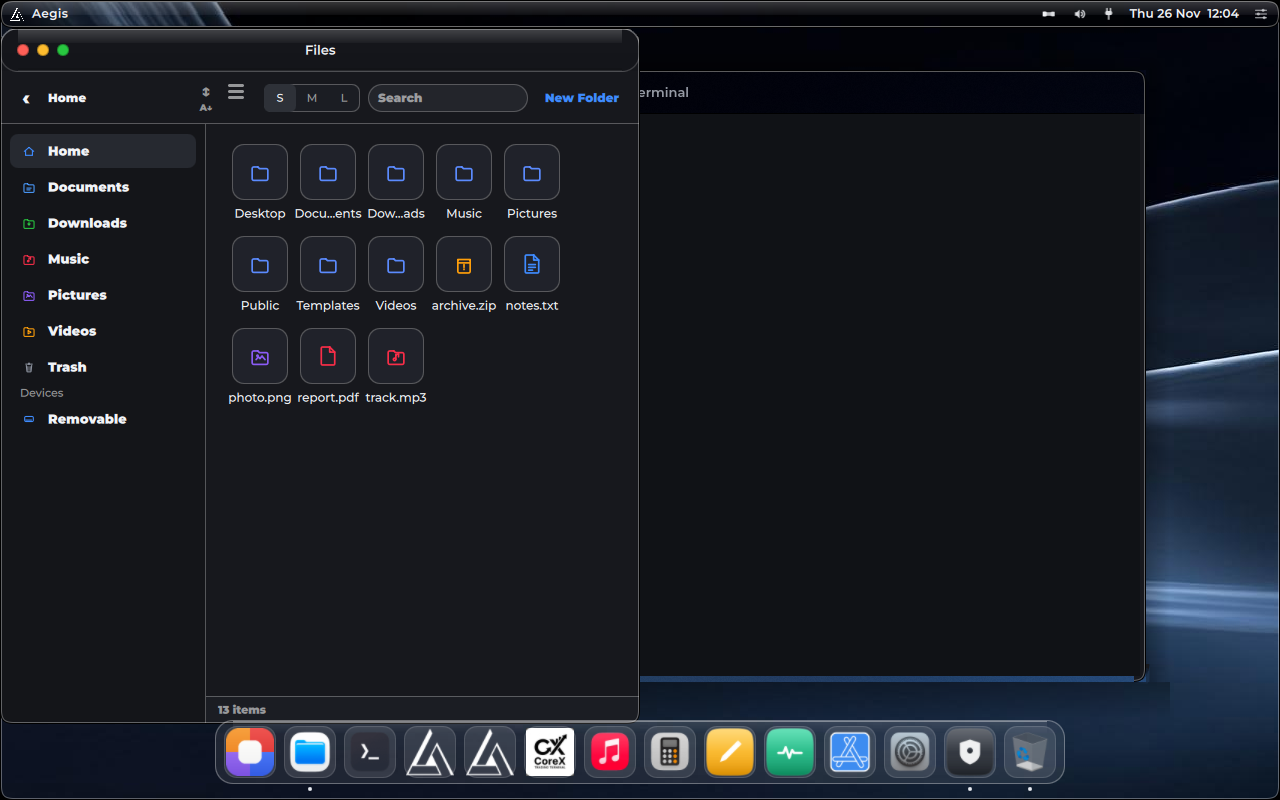 Aegis
Thu 26 Nov 12:04
Files
erminal
Home
A+
S M L
Search
New Folder
Home
Documents
Downloads
Music
Pictures
Videos
Trash
Devices
Removable
Desktop Docu...ents Dow...ads Music Pictures
Public Templates Videos archive.zip notes.txt
photo.png report.pdf track.mp3
13 items
CX
CoreX